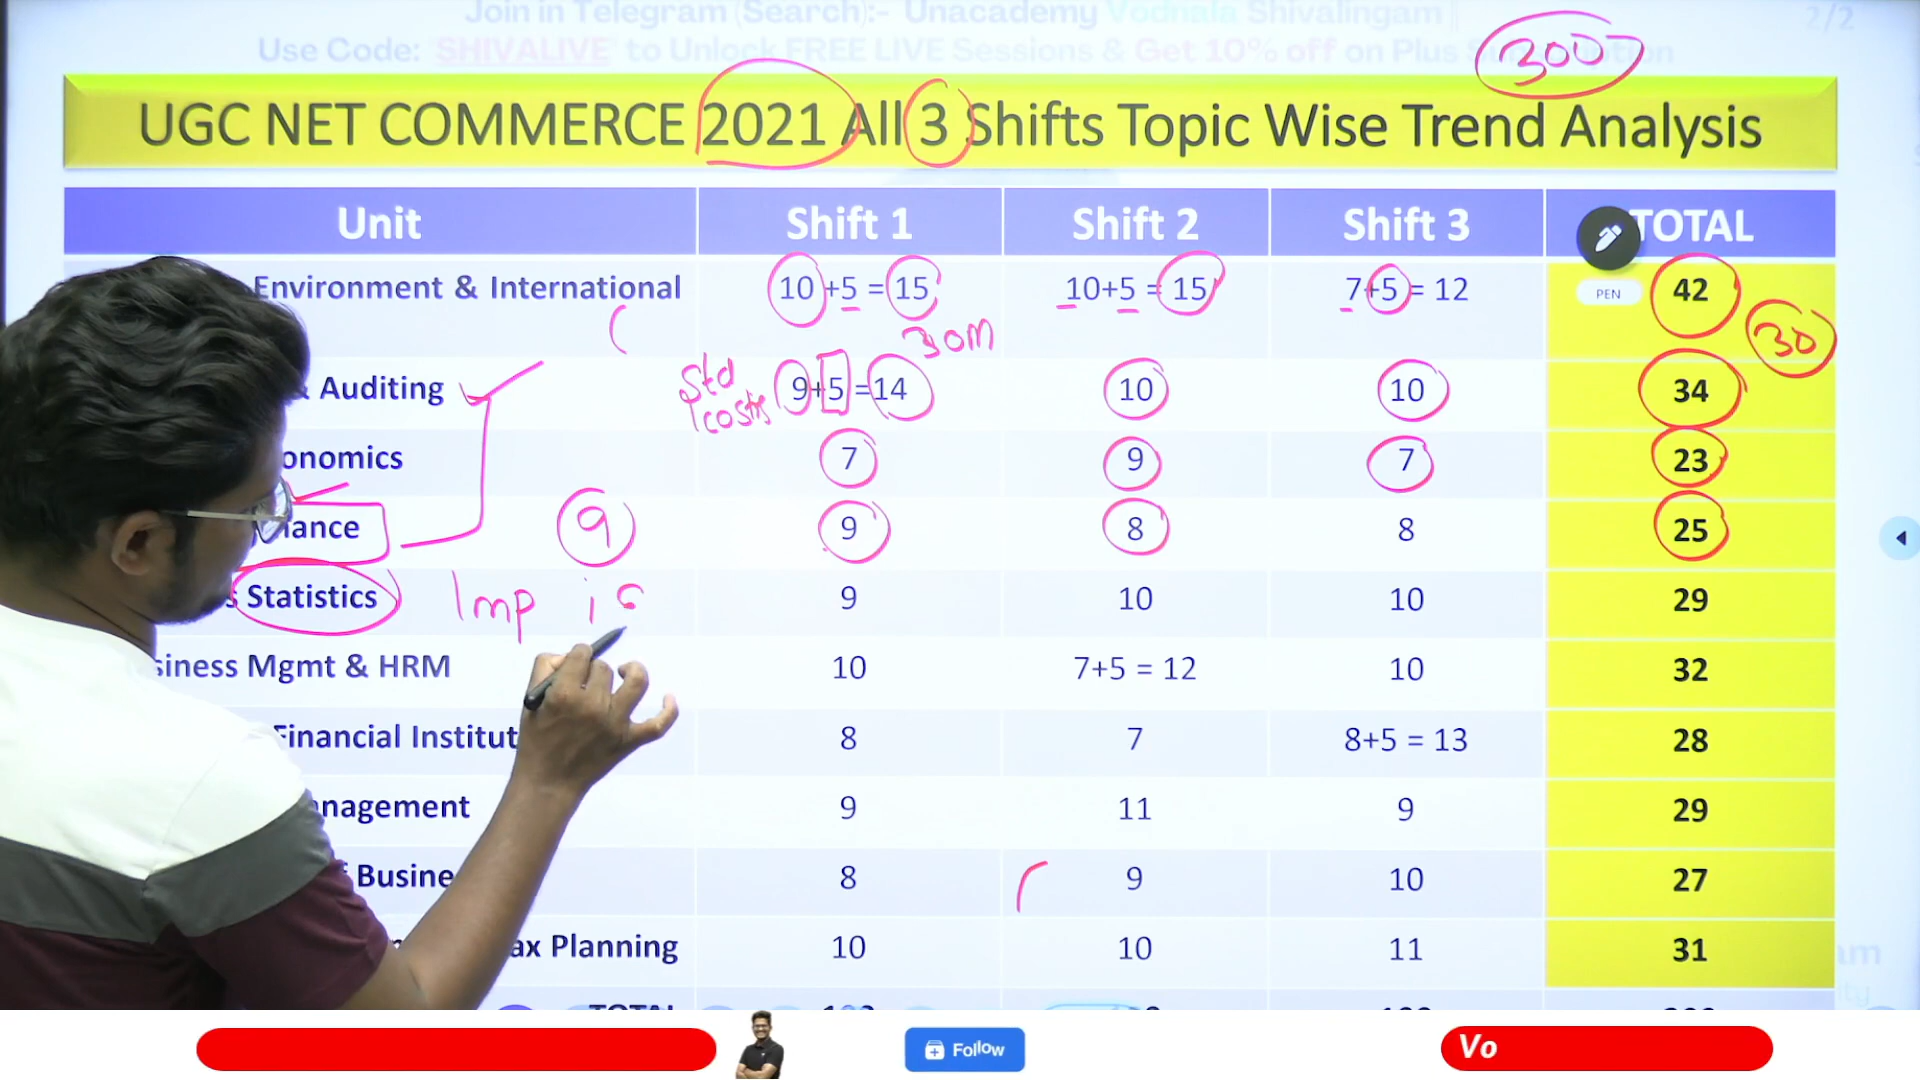 Join in Telegram (Search):- Unacademy Vodnala Shivalingam ||
2/2
Use Code: SHIVALIVE to Unlock FREE LIVE Sessions & Get 10% off on Plus
300
UGC NET COMMERCE 2021 All 3 Shifts Topic Wise Trend Analysis
Unit Shift 1 Shift 2 Shift 3 TOTAL
PEN
Environment & International 10+5 = 15 10+5 = 15 7+5 = 12 42
30M 30
Auditing Std costs 9+5 =14 10 10 34
onomics 7 9 7 23
ance 9 9 8 8 25
Statistics Imp is 9 10 10 29
siness Mgmt & HRM 10 7+5 = 12 10 32
Financial Institut 8 7 8+5 = 13 28
nagement 9 11 9 29
Busine 8 9 10 27
ax Planning 10 10 11 31
TOTAL
Follow
Vo